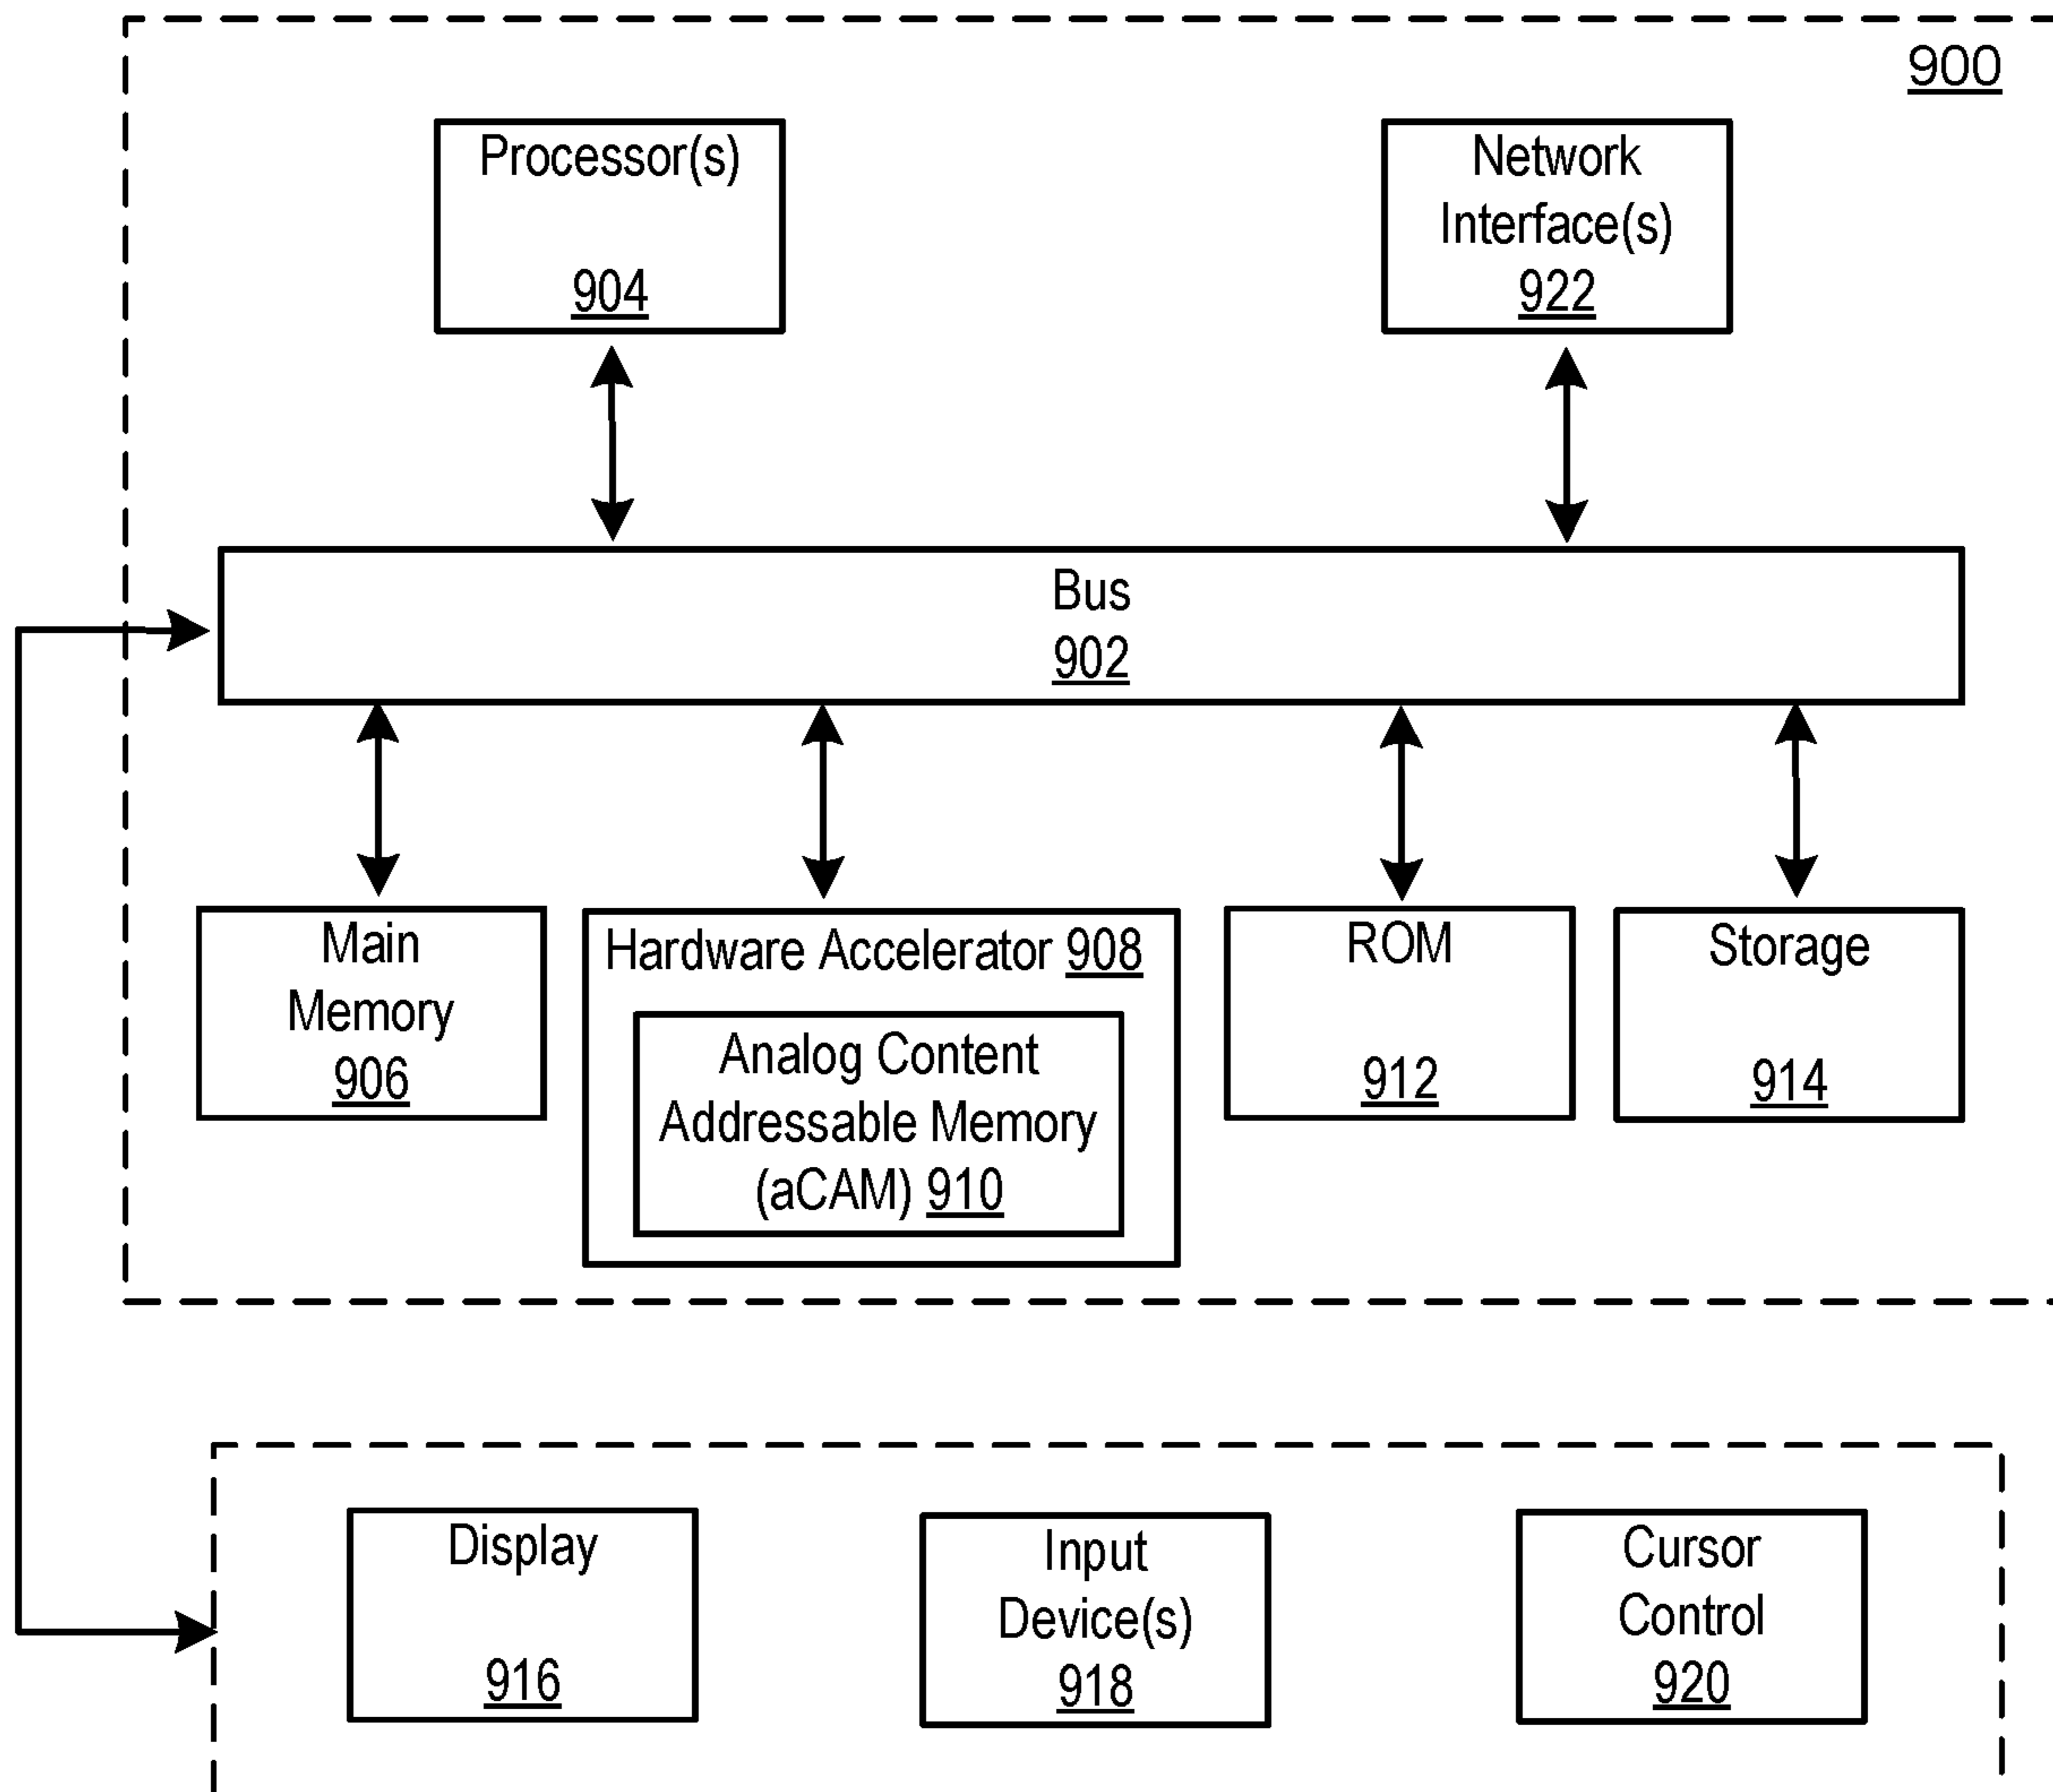 900
Processor(s)
904
Network
Interface(s)
922
Bus
902
Main
Memory
906
Hardware Accelerator 908
Analog Content
Addressable Memory
(aCAM) 910
ROM
912
Storage
914
Display
916
Input
Device(s)
918
Cursor
Control
920